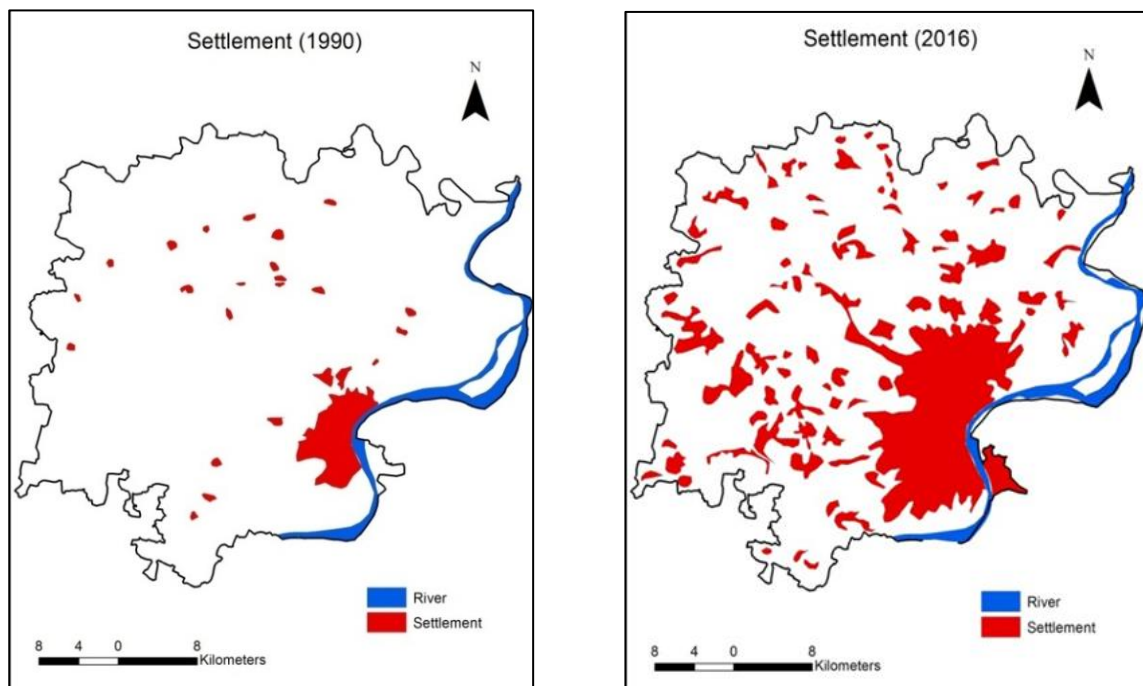 Settlement (1990)
N
River
Settlement
8 4 0 8
Kilometers
Settlement (2016)
N
River
Settlement
8 4 0 8
Kilometers